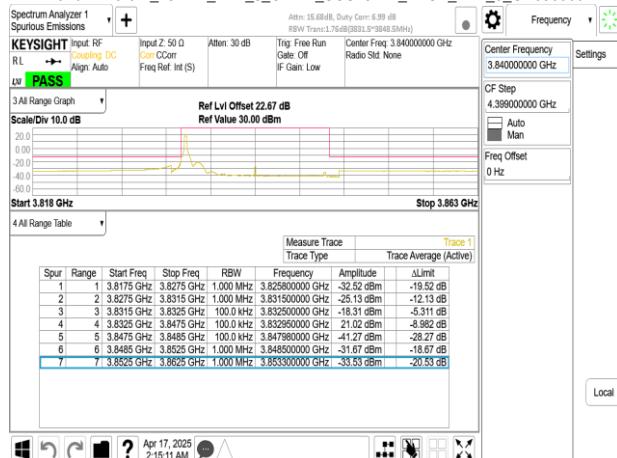 Spectrum Analyzer 1
Spurious Emissions
+
Attn: 15.68dB, Duty Corr: 6.99 dB
RBW Trans:1.76dB(3831.5~3848.5MHz)
Frequency
KEYSIGHT Input: RF Input Z: 50 Ω Atten: 30 dB Trig: Free Run Center Freq: 3.840000000 GHz
RL Coupling: DC Corr CCorr Gate: Off Radio Std: None
Align: Auto Freq Ref: Int (S) IF Gain: Low
LXI PASS
Center Frequency
3.840000000 GHz
Settings
CF Step
4.399000000 GHz
Auto
Man
Freq Offset
0 Hz
3 All Range Graph
Ref Lvl Offset 22.67 dB
Scale/Div 10.0 dB Ref Value 30.00 dBm
20.0
0.00
-20.0
-40.0
-60.0
Start 3.818 GHz Stop 3.863 GHz
4 All Range Table
Measure Trace Trace 1
Trace Type Trace Average (Active)
Spur Range Start Freq Stop Freq RBW Frequency Amplitude ΔLimit
1 1 3.8175 GHz 3.8275 GHz 1.000 MHz 3.825800000 GHz -32.52 dBm -19.52 dB
2 2 3.8275 GHz 3.8315 GHz 1.000 MHz 3.831500000 GHz -25.13 dBm -12.13 dB
3 3 3.8315 GHz 3.8325 GHz 100.0 kHz 3.832500000 GHz -18.31 dBm -5.311 dB
4 4 3.8325 GHz 3.8475 GHz 100.0 kHz 3.832950000 GHz 21.02 dBm -8.982 dB
5 5 3.8475 GHz 3.8485 GHz 100.0 kHz 3.847980000 GHz -41.27 dBm -28.27 dB
6 6 3.8485 GHz 3.8525 GHz 1.000 MHz 3.848500000 GHz -31.67 dBm -18.67 dB
7 7 3.8525 GHz 3.8625 GHz 1.000 MHz 3.853300000 GHz -33.53 dBm -20.53 dB
Local
? Apr 17, 2025
2:15:11 AM